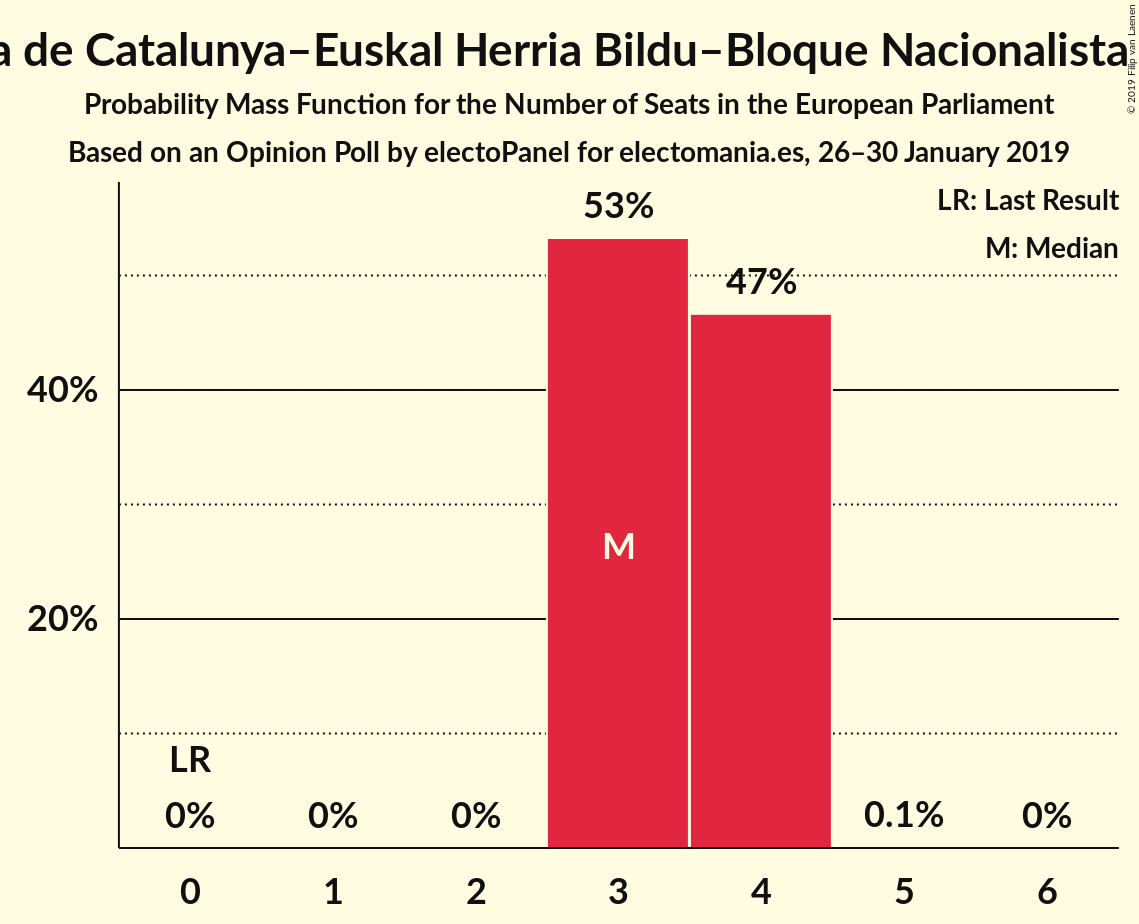 a de Catalunya–Euskal Herria Bildu–Bloque Nacionalista
Probability Mass Function for the Number of Seats in the European Parliament
Based on an Opinion Poll by electoPanel for electomania.es, 26–30 January 2019
© 2019 Filip van Laenen
LR: Last Result
M: Median
53%
47%
40%
M
20%
LR
0% 0% 0% 0.1% 0%
0 1 2 3 4 5 6